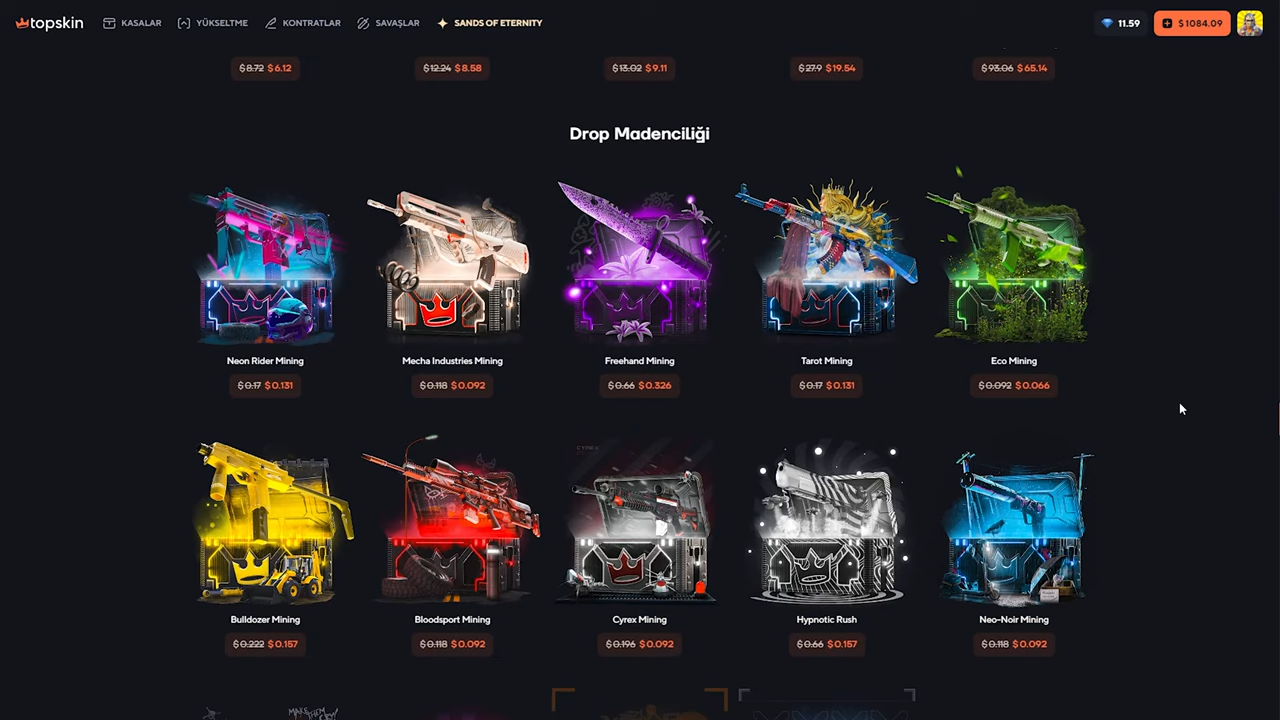 topskin KASALAR YÜKSELTME KONTRATLAR SAVAŞLAR SANDS OF ETERNITY 11.59 $1084.09
$8.72 $6.12 $12.24 $8.58 $13.02 $9.11 $27.9 $19.54 $93.06 $65.14
Drop Madenciliği
Neon Rider Mining Mecha Industries Mining Freehand Mining Tarot Mining Eco Mining
$0.17 $0.131 $0.118 $0.092 $0.66 $0.326 $0.17 $0.131 $0.092 $0.066
CYREX
Bulldozer Mining Bloodsport Mining Cyrex Mining Hypnotic Rush Neo-Noir Mining
$0.222 $0.157 $0.118 $0.092 $0.196 $0.092 $0.66 $0.157 $0.118 $0.092
MAKE THEM